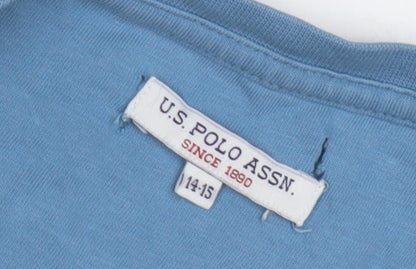 U.S. POLO ASSN.
SINCE 1890
14-15